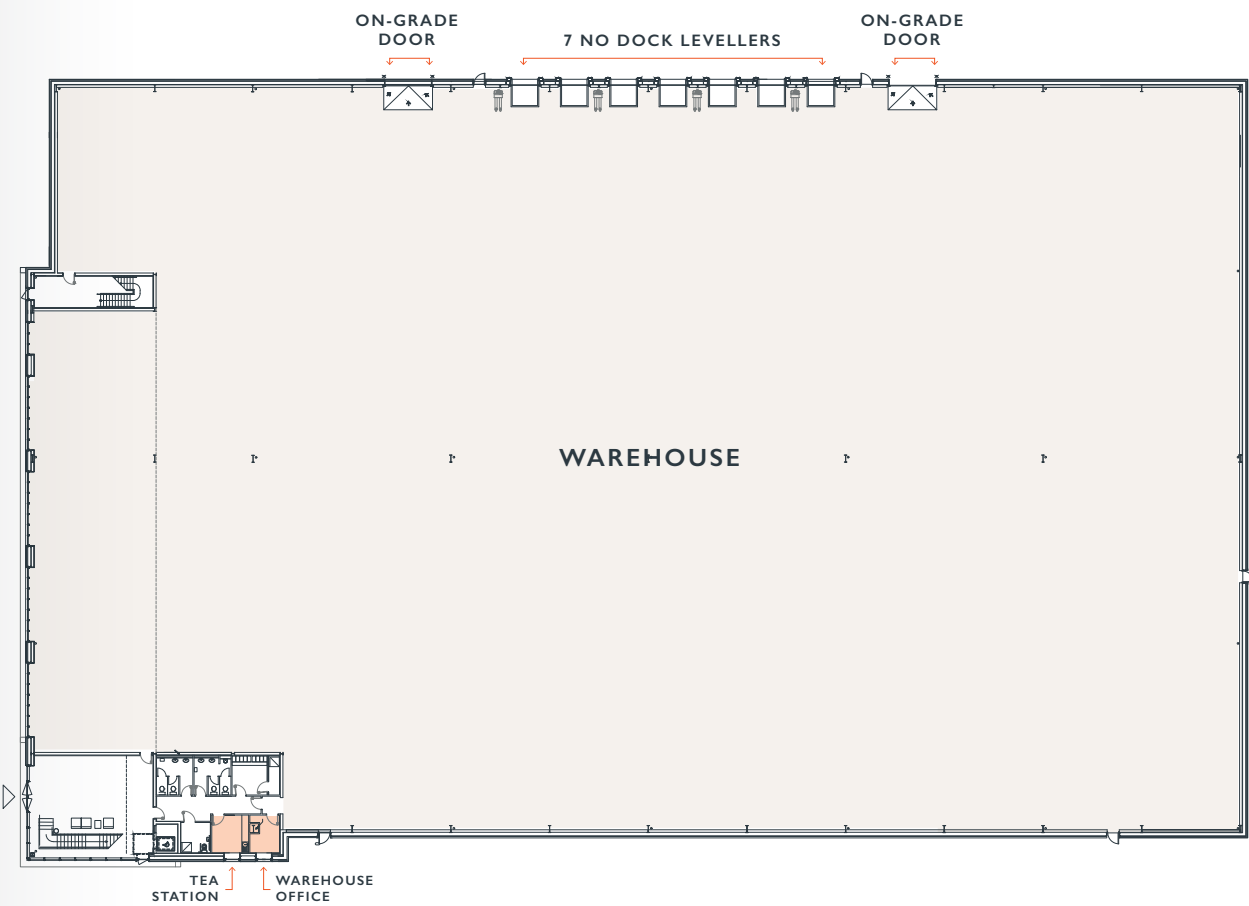 ON-GRADE
DOOR
7 NO DOCK LEVELLERS
ON-GRADE
DOOR
WAREHOUSE
TEA
STATION
WAREHOUSE
OFFICE